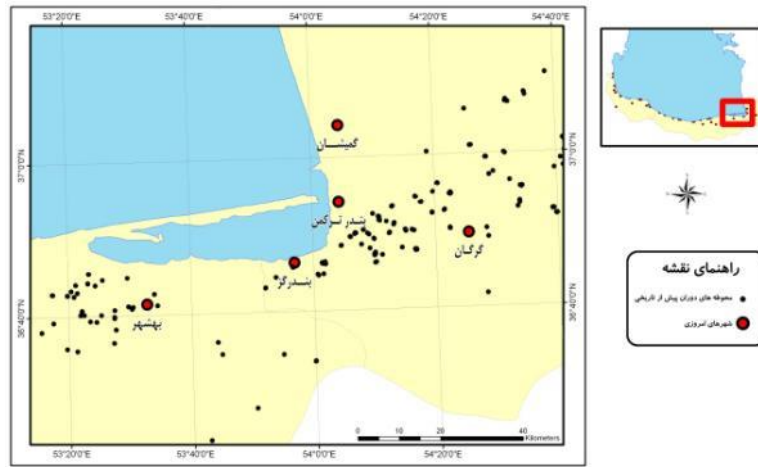 53°20'0"E
53°40'0"E
54°0'0"E
54°20'0"E
54°40'0"E
37°0'0"N
37°0'0"N
36°40'0"N
36°40'0"N
گمیشان
بندر ترکمن
گرگان
بندرگز
بهشهر
0 10 20 40
Kilometers
53°20'0"E
53°40'0"E
54°0'0"E
54°20'0"E
راهنمای نقشه
محوطه های دوران پیش از تاریخی
شهرهای امروزی